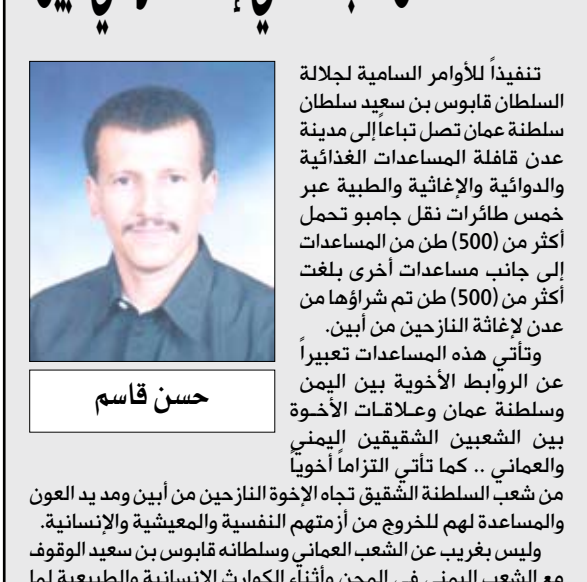 تنفيذاً للأوامر السامية لجلالة
السلطان قابوس بن سعيد سلطان
سلطنة عمان تصل تباعاً إلى مدينة
عدن قافلة المساعدات الغذائية
والدوائية والإغاثية والطبية عبر
خمس طائرات نقل جامبو تحمل
أكثر من (500) طن من المساعدات
إلى جانب مساعدات أخرى بلغت
أكثر من (500) طن تم شراؤها من
عدن لإغاثة النازحين من أبين.
وتأتي هذه المساعدات تعبيراً
عن الروابط الأخوية بين اليمن
وسلطنة عمان وعـلاقـات الأخـوة
بين الشعبين الشقيقين اليمني
والعماني .. كما تأتي التزاماً أخوياً
من شعب السلطنة الشقيق تجاه الإخوة النازحين من أبين ومد يد العون
والمساعدة لهم للخروج من أزمتهم النفسية والمعيشية والإنسانية.
وليس بغريب عن الشعب العماني وسلطانه قابوس بن سعيد الوقوف
مع الشعب اليمني في المحن وأثناء الكوارث الإنسانية والطبيعية لما
حسن قاسم